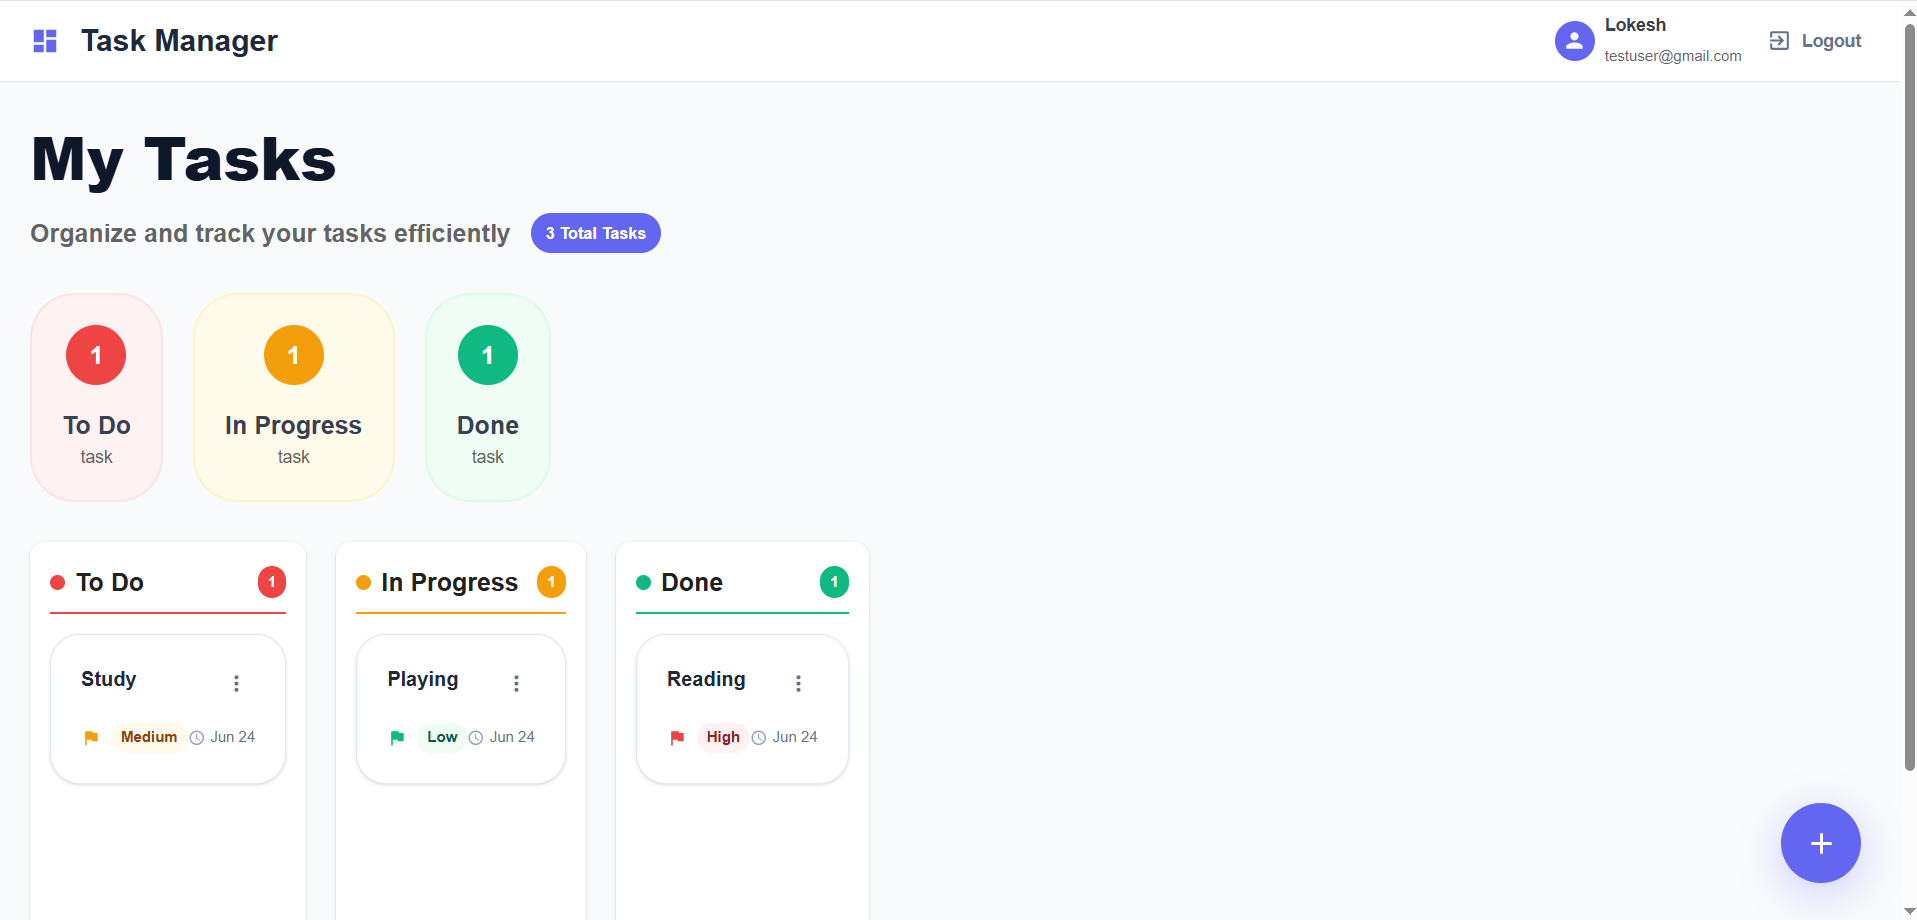 Task Manager
Lokesh
testuser@gmail.com
Logout
My Tasks
Organize and track your tasks efficiently
3 Total Tasks
1
To Do
task
1
In Progress
task
1
Done
task
To Do 1
Study
Medium Jun 24
In Progress 1
Playing
Low Jun 24
Done 1
Reading
High Jun 24
+